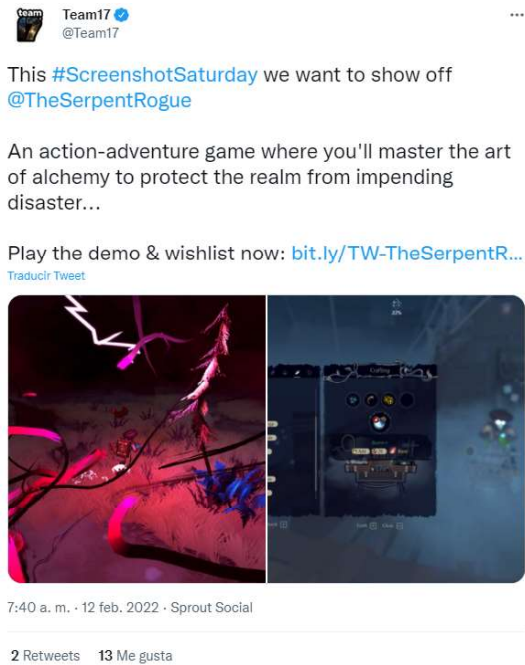 team
Team17
@Team17
This #ScreenshotSaturday we want to show off
@TheSerpentRogue
An action-adventure game where you'll master the art
of alchemy to protect the realm from impending
disaster...
Play the demo & wishlist now: bit.ly/TW-TheSerpentR...
Traducir Tweet
Crafting
7:40 a. m. · 12 feb. 2022 · Sprout Social
2 Retweets 13 Me gusta